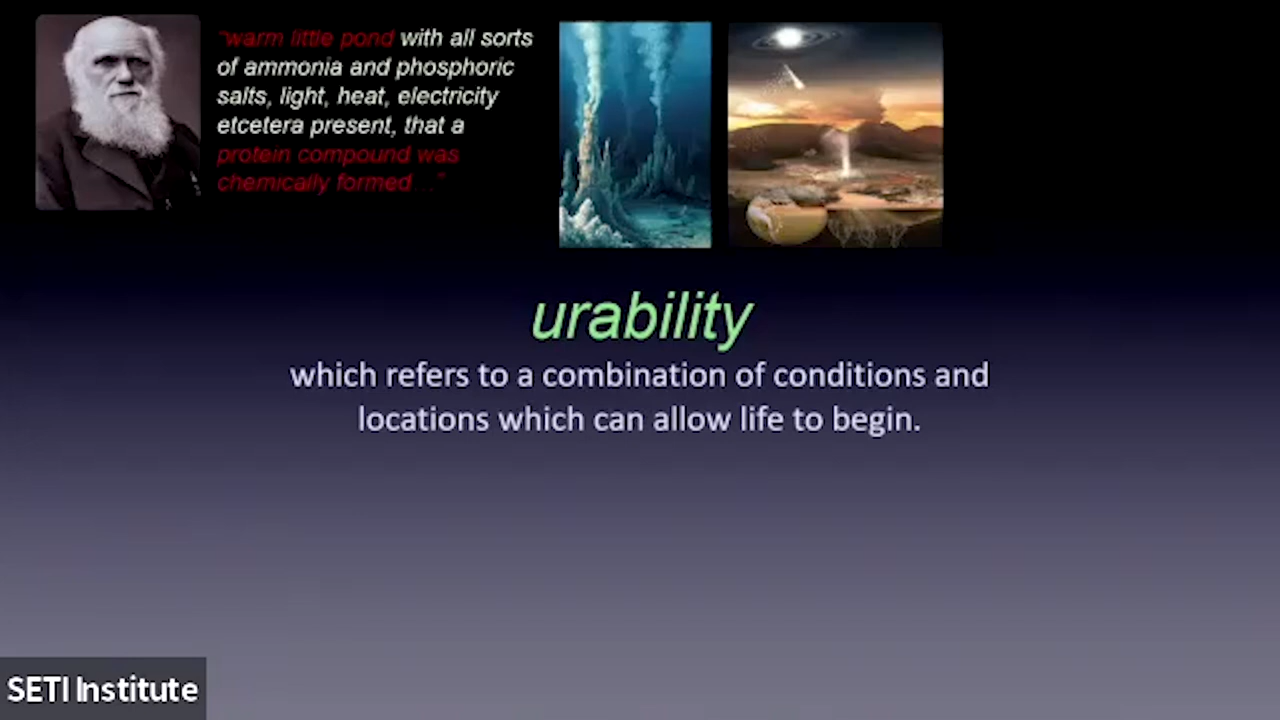 "warm little pond with all sorts
of ammonia and phosphoric
salts, light, heat, electricity
etcetera present, that a
protein compound was
chemically formed…"
urability
which refers to a combination of conditions and
locations which can allow life to begin.
SETI Institute